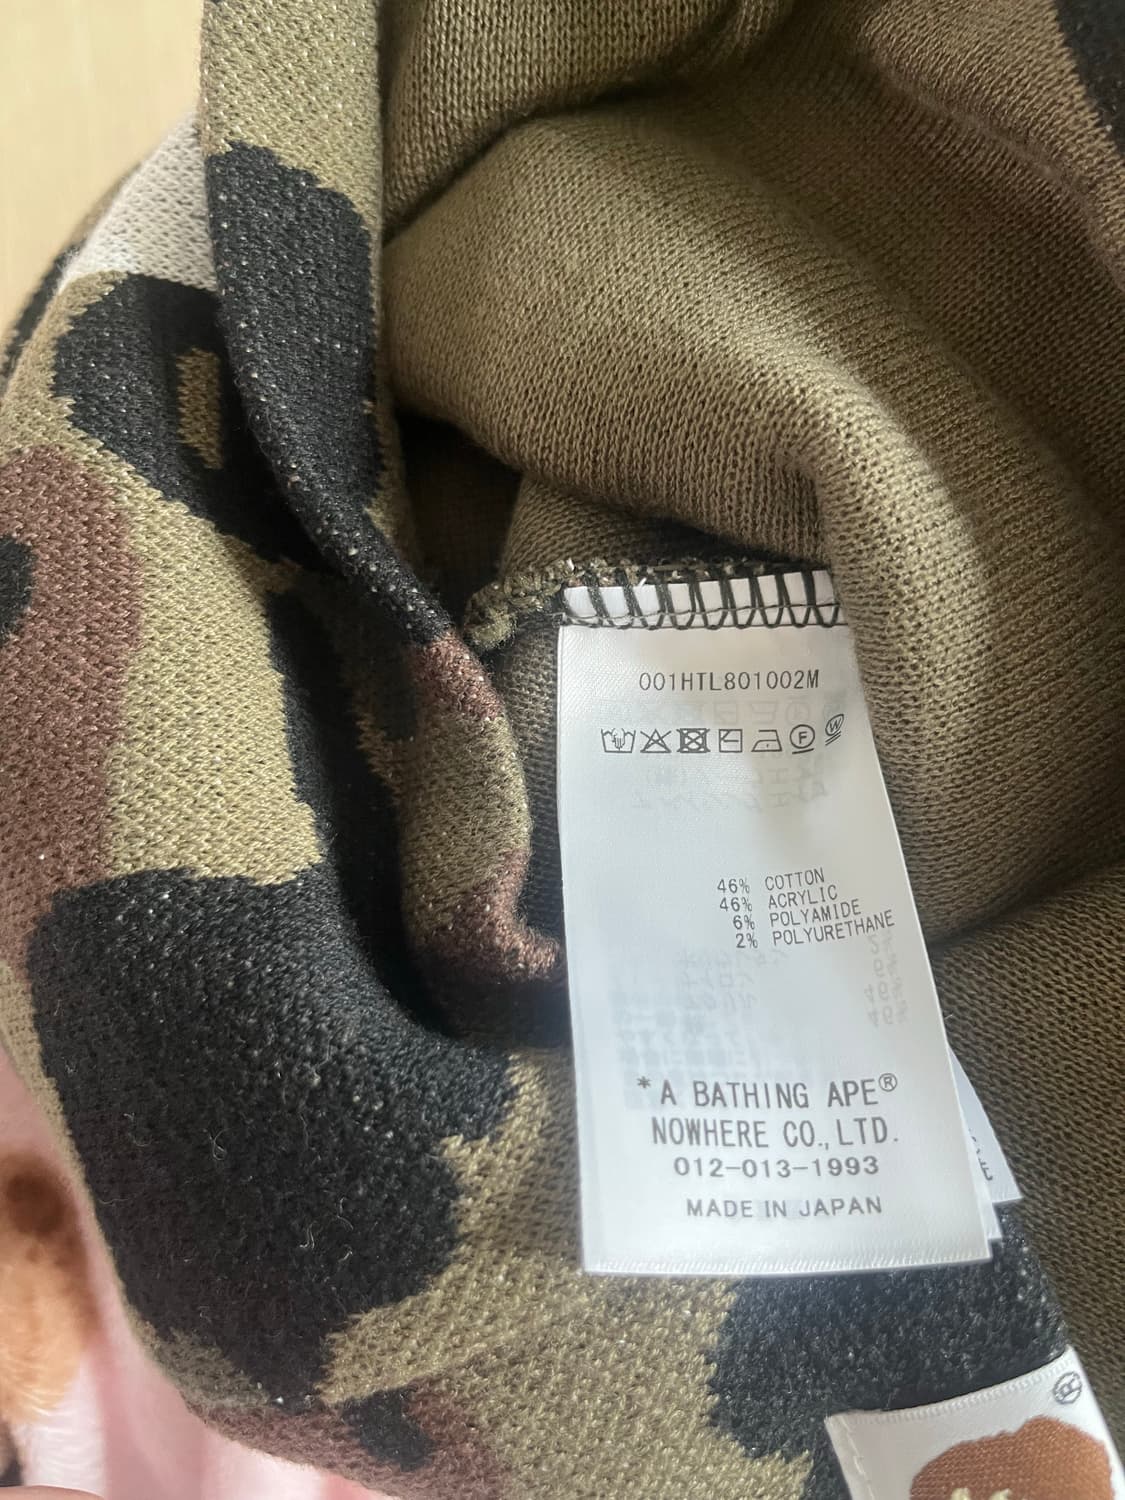 001HTL801002M
46% COTTON
46% ACRYLIC
6% POLYAMIDE
2% POLYURETHANE
*A BATHING APE®
NOWHERE CO.,LTD.
012-013-1993
MADE IN JAPAN